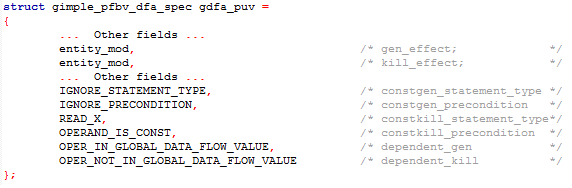 struct gimple_pfbv_dfa_spec gdfa_puv =
{
... Other fields ...
entity_mod, /* gen_effect; */
entity_mod, /* kill_effect; */
... Other fields ...
IGNORE_STATEMENT_TYPE, /* constgen_statement_type */
IGNORE_PRECONDITION, /* constgen_precondition */
READ_X, /* constkill_statement_type*/
OPERAND_IS_CONST, /* constkill_precondition */
OPER_IN_GLOBAL_DATA_FLOW_VALUE, /* dependent_gen */
OPER_NOT_IN_GLOBAL_DATA_FLOW_VALUE /* dependent_kill */
};